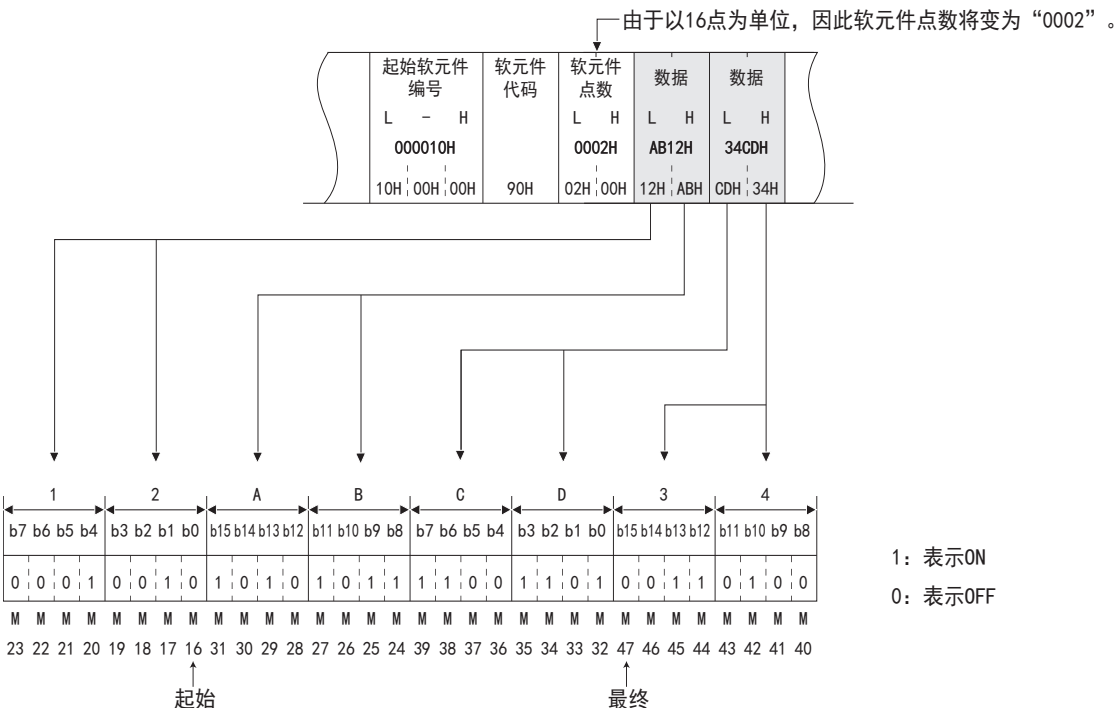 由于以16点为单位，因此软元件点数将变为“0002”。
起始软元件 软元件 软元件 数据 数据
编号 代码 点数
L - H L H L H L H
000010H 0002H AB12H 34CDH
10H 00H 00H 90H 02H 00H 12H ABH CDH 34H
1 2 A B C D 3 4
b7 b6 b5 b4 b3 b2 b1 b0 b15 b14 b13 b12 b11 b10 b9 b8 b7 b6 b5 b4 b3 b2 b1 b0 b15 b14 b13 b12 b11 b10 b9 b8
1：表示ON
0 0 0 1 0 0 1 0 1 0 1 0 1 0 1 1 1 1 0 0 1 1 0 1 0 0 1 1 0 1 0 0
0：表示OFF
M M M M M M M M M M M M M M M M M M M M M M M M M M M M M M M M
23 22 21 20 19 18 17 16 31 30 29 28 27 26 25 24 39 38 37 36 35 34 33 32 47 46 45 44 43 42 41 40
起始 最终